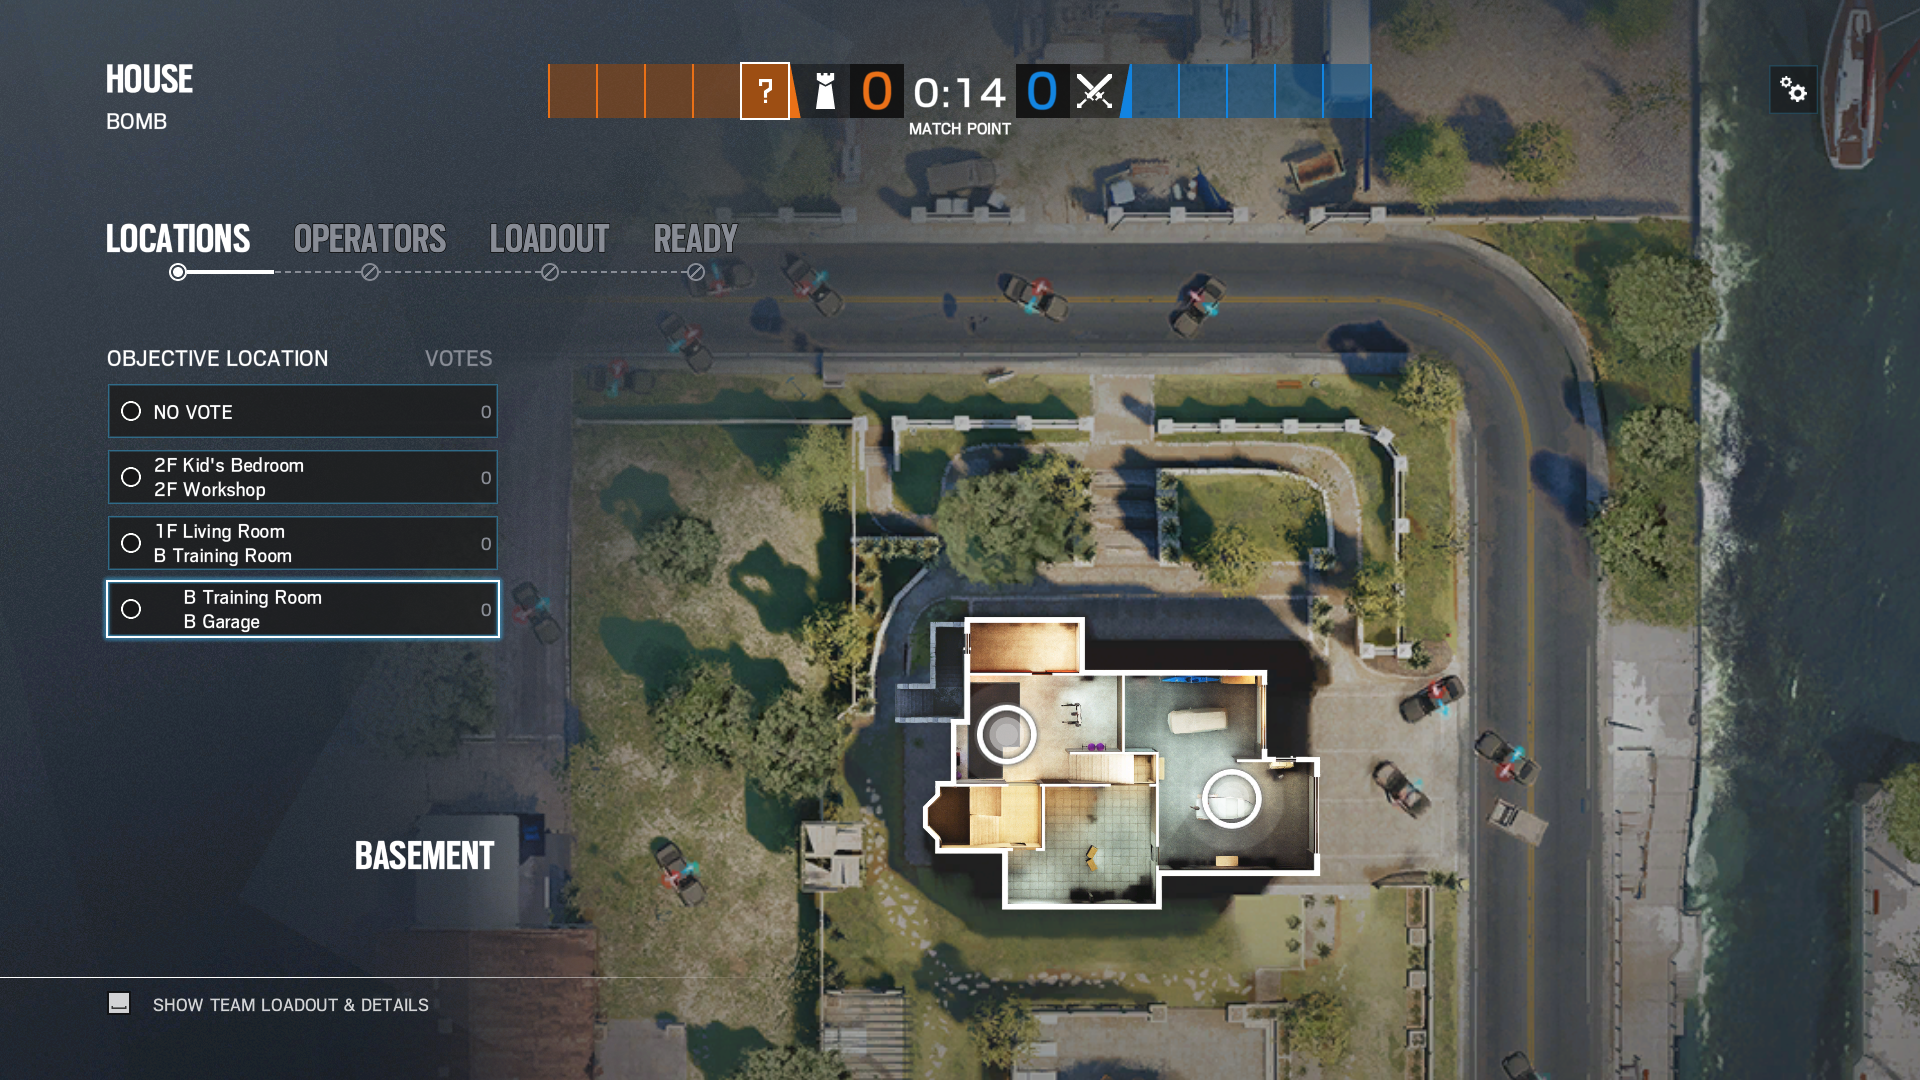 HOUSE
BOMB
?
0
0:14
0
MATCH POINT
LOCATIONS
OPERATORS
LOADOUT
READY
OBJECTIVE LOCATION
VOTES
NO VOTE
0
2F Kid's Bedroom
2F Workshop
0
1F Living Room
B Training Room
0
B Training Room
B Garage
0
BASEMENT
SHOW TEAM LOADOUT & DETAILS